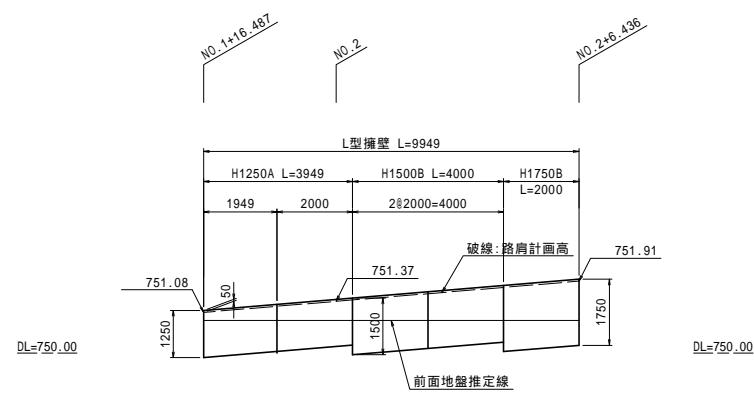 NO.1+16.487
NO.2
NO.2+6.436
L型擁壁 L=9949
H1250A L=3949
H1500B L=4000
H1750B
L=2000
1949
2000
2@2000=4000
破線:路肩計画高
751.91
751.08
50
751.37
1250
1500
1750
DL=750.00
DL=750.00
前面地盤推定線